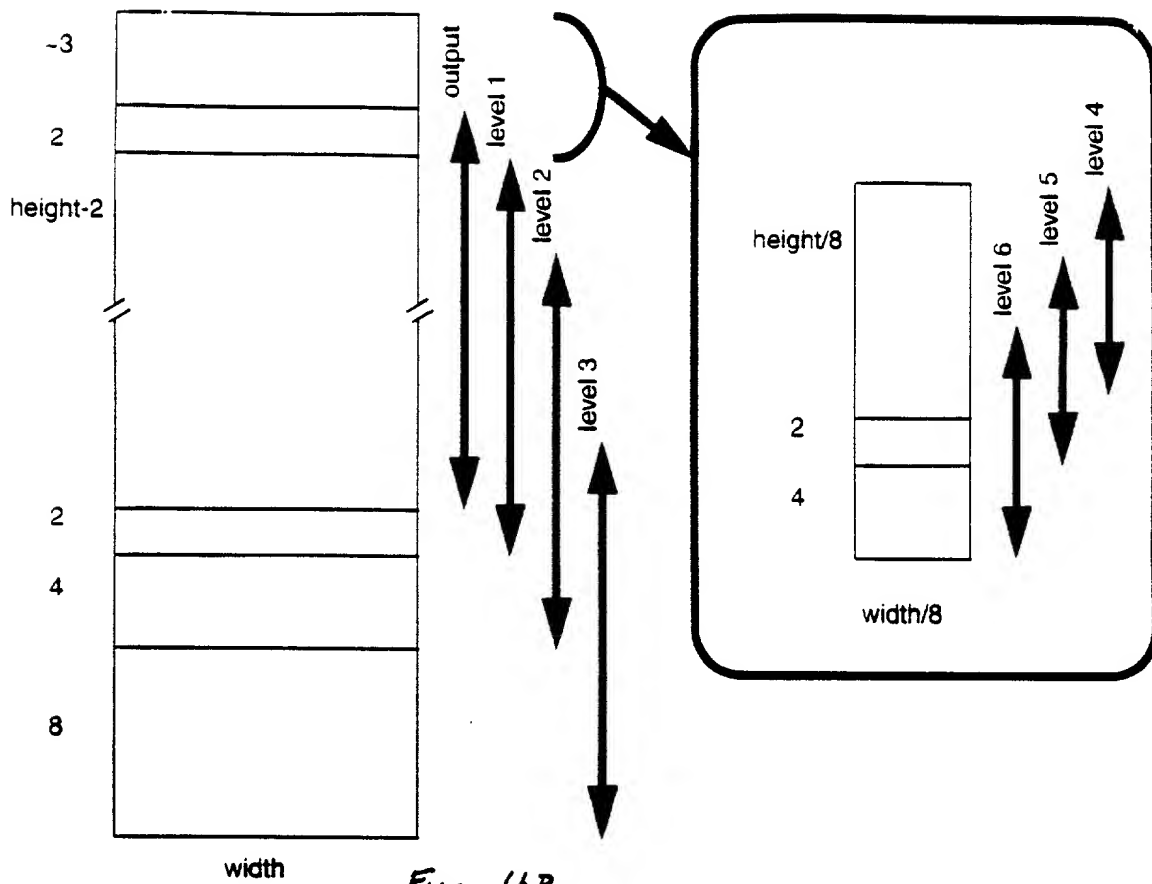 ~3
2
height-2
2
4
8
width
output
level 1
level 2
level 3
height/8
2
4
width/8
level 6
level 5
level 4